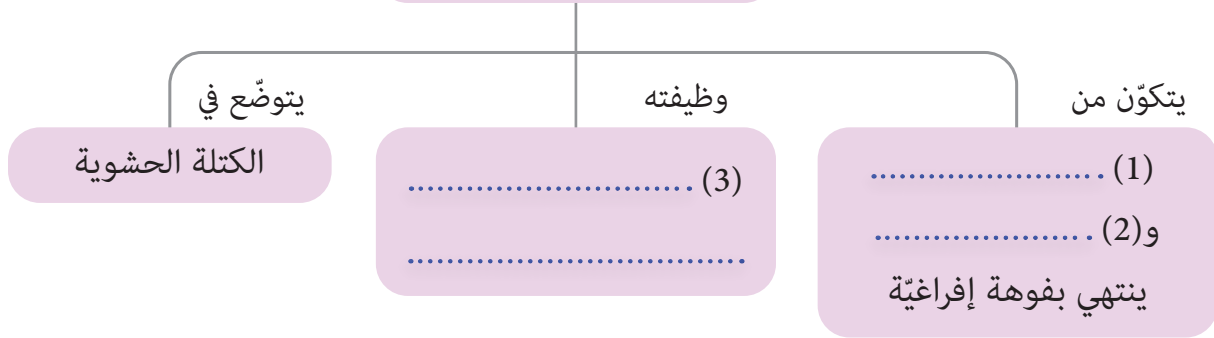 يتكوّن من
وظيفته
يتوضّع في
(1) ........................
و(2) .......................
ينتهي بفوهة إفراغيّة
(3) ..............................
...................................
الكتلة الحشوية